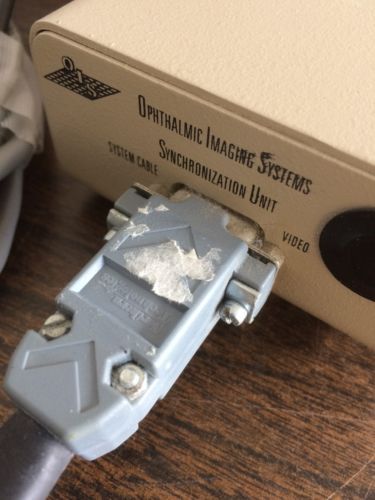 OIS
OPHTHALMIC IMAGING SYSTEMS
SYNCHRONIZATION UNIT
SYSTEM CABLE
VIDEO